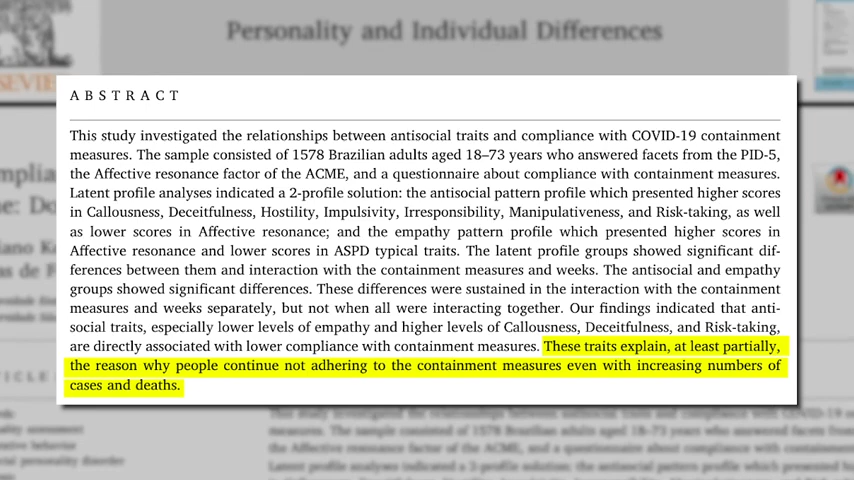 Personality and Individual Differences
ABSTRACT
This study investigated the relationships between antisocial traits and compliance with COVID-19 containment
measures. The sample consisted of 1578 Brazilian adults aged 18–73 years who answered facets from the PID-5,
the Affective resonance factor of the ACME, and a questionnaire about compliance with containment measures.
Latent profile analyses indicated a 2-profile solution: the antisocial pattern profile which presented higher scores
in Callousness, Deceitfulness, Hostility, Impulsivity, Irresponsibility, Manipulativeness, and Risk-taking, as well
as lower scores in Affective resonance; and the empathy pattern profile which presented higher scores in
Affective resonance and lower scores in ASPD typical traits. The latent profile groups showed significant dif-
ferences between them and interaction with the containment measures and weeks. The antisocial and empathy
groups showed significant differences. These differences were sustained in the interaction with the containment
measures and weeks separately, but not when all were interacting together. Our findings indicated that anti-
social traits, especially lower levels of empathy and higher levels of Callousness, Deceitfulness, and Risk-taking,
are directly associated with lower compliance with containment measures. These traits explain, at least partially,
the reason why people continue not adhering to the containment measures even with increasing numbers of
cases and deaths.